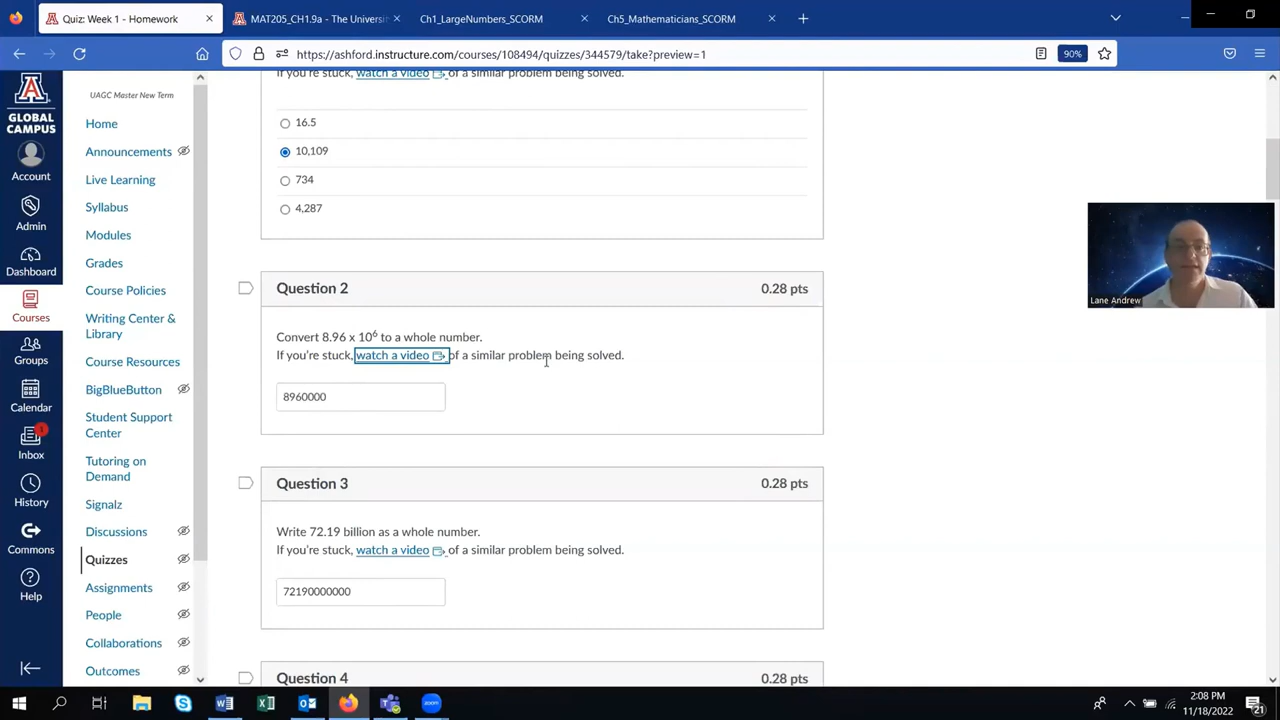 Quiz: Week 1 - Homework
MAT205_CH1.9a - The Universi
Ch1_LargeNumbers_SCORM
Ch5_Mathematicians_SCORM
https://ashford.instructure.com/courses/108494/quizzes/344579/take?preview=1
90%
GLOBAL
CAMPUS
Account
Admin
Dashboard
Courses
Groups
Calendar
1
Inbox
History
Commons
Help
UAGC Master New Term
Home
Announcements
Live Learning
Syllabus
Modules
Grades
Course Policies
Writing Center &
Library
Course Resources
BigBlueButton
Student Support
Center
Tutoring on
Demand
Signalz
Discussions
Quizzes
Assignments
People
Collaborations
Outcomes
If you're stuck, watch a video of a similar problem being solved.
16.5
10,109
734
4,287
Question 2 0.28 pts
Convert 8.96 x 10⁶ to a whole number.
If you're stuck, watch a video of a similar problem being solved.
8960000
Question 3 0.28 pts
Write 72.19 billion as a whole number.
If you're stuck, watch a video of a similar problem being solved.
72190000000
Question 4 0.28 pts
Lane Andrew
zoom
2:08 PM
11/18/2022
21